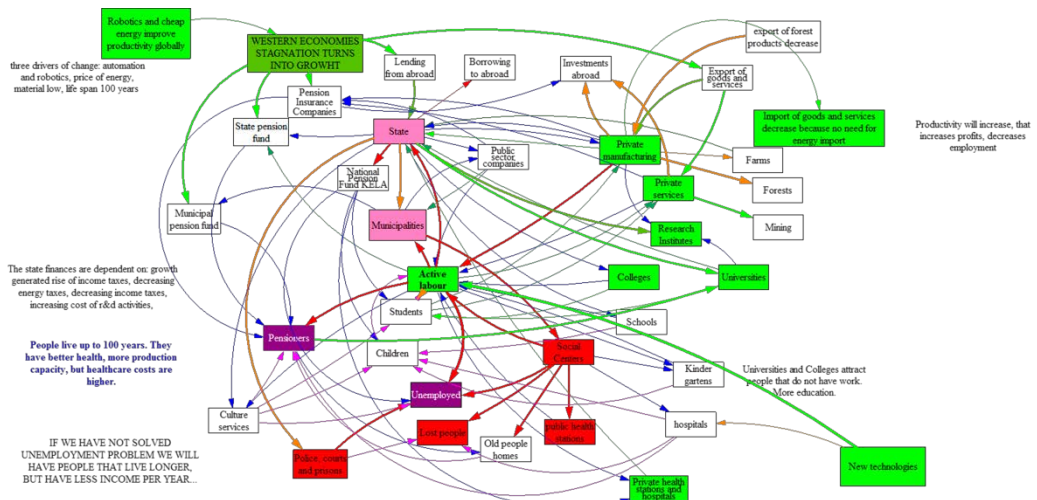 Robotics and cheap
energy improve
productivity globally
three drivers of change: automation
and robotics, price of energy,
material low, life span 100 years
WESTERN ECONOMIES
STAGNATION TURNS
INTO GROWHT
Lending
from abroad
Borrowing
to abroad
Investments
abroad
export of forest
products decrease
Export of
goods and
services
Pension
Insurance
Companies
State pension
fund
State
Public
sector,
companies
Private
manufacturing
Import of goods and services
decrease because no need for
energy import
Productivity will increase, that
increases profits, decreases
employment
Farms
National
Pension
Fund KELA
Private
services
Forests
Municipal
pension fund
Municipalities
Research
Institutes
Mining
The state finances are dependent on: growth
generated rise of income taxes, decreasing
energy taxes, decreasing income taxes,
increasing cost of r&d activities,
Active
labour
Colleges
Universities
Students
Schools
People live up to 100 years. They
have better health, more production
capacity, but healthcare costs are
higher.
Pensioners
Children
Social
Centers
Kinder
gartens
Universities and Colleges attract
people that do not have work.
More education.
Unemployed
Culture
services
Lost people
Old people
homes
public health
stations
hospitals
IF WE HAVE NOT SOLVED
UNEMPLOYMENT PROBLEM WE WILL
HAVE PEOPLE THAT LIVE LONGER,
BUT HAVE LESS INCOME PER YEAR...
Police, courts
and prisons
New technologies
Private health
stations and
hospitals